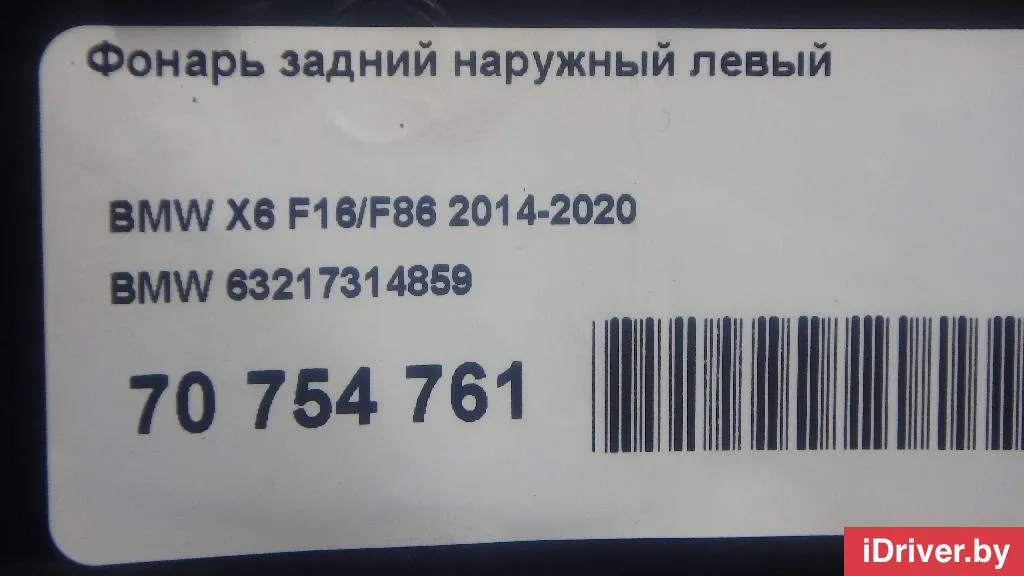 Фонарь задний наружный левый
BMW X6 F16/F86 2014-2020
BMW 63217314859
70 754 761
iDriver.by